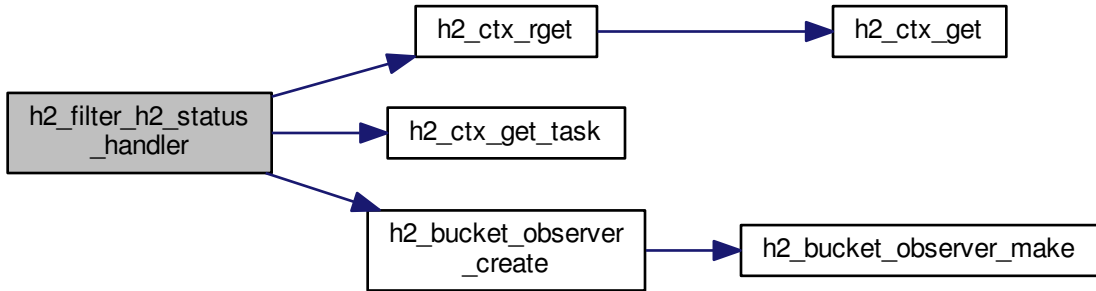 h2_filter_h2_status
_handler
h2_ctx_rget
h2_ctx_get
h2_ctx_get_task
h2_bucket_observer
_create
h2_bucket_observer_make